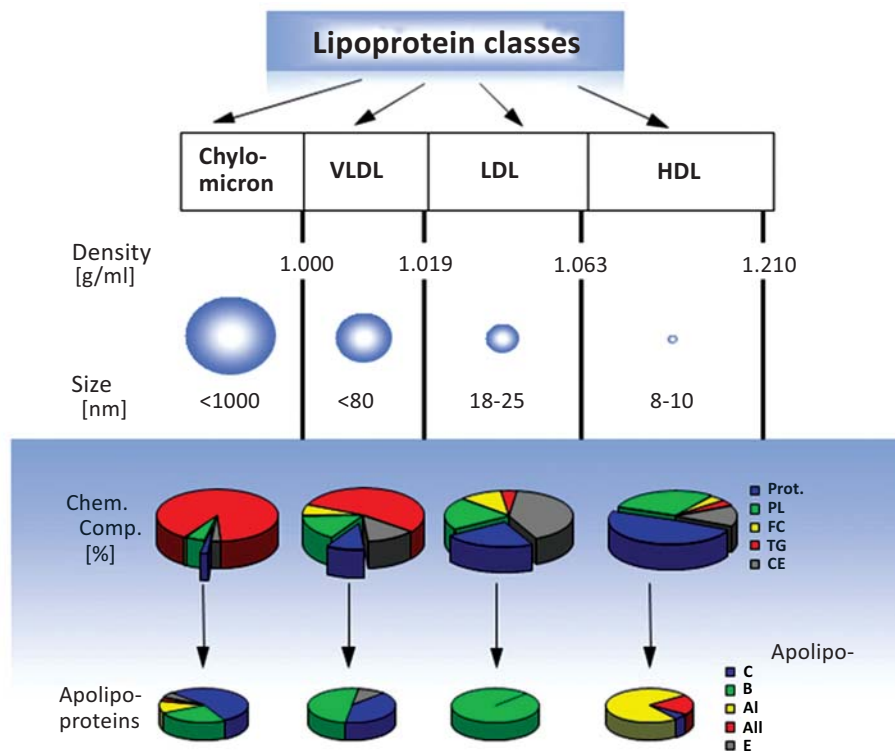 Lipoprotein classes
Chylo-
micron
VLDL
LDL
HDL
Density
[g/ml]
1.000
1.019
1.063
1.210
Size
[nm]
<1000
<80
18-25
8-10
Chem.
Comp.
[%]
Prot.
PL
FC
TG
CE
Apolipo-
Apolipo-
proteins
C
B
AI
AII
E